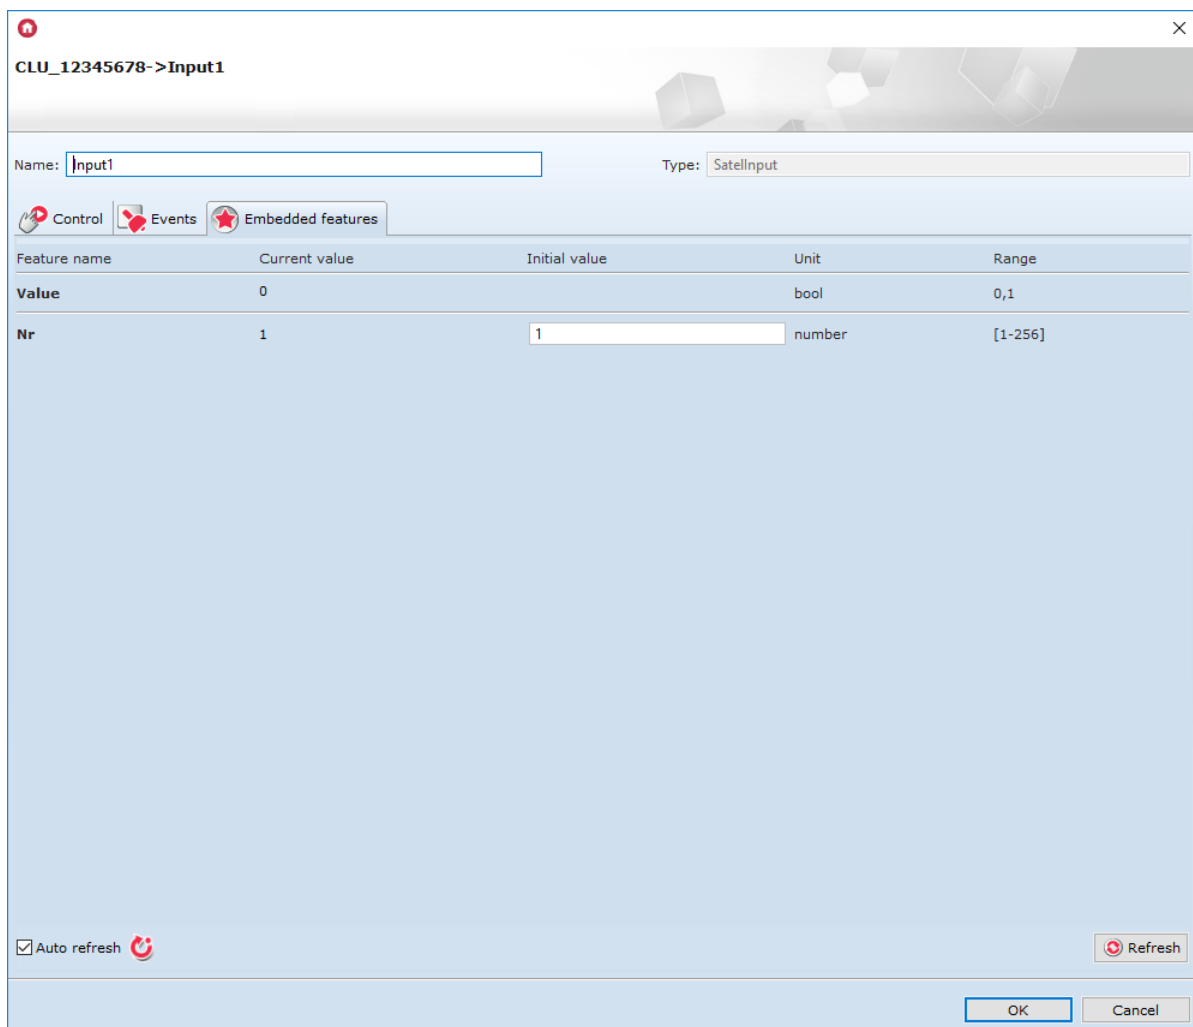 CLU_12345678->Input1
Name: Input1 Type: SatelInput
Control Events Embedded features
Feature name Current value Initial value Unit Range
Value 0 bool 0,1
Nr 1 1 number [1-256]
Auto refresh Refresh
OK Cancel